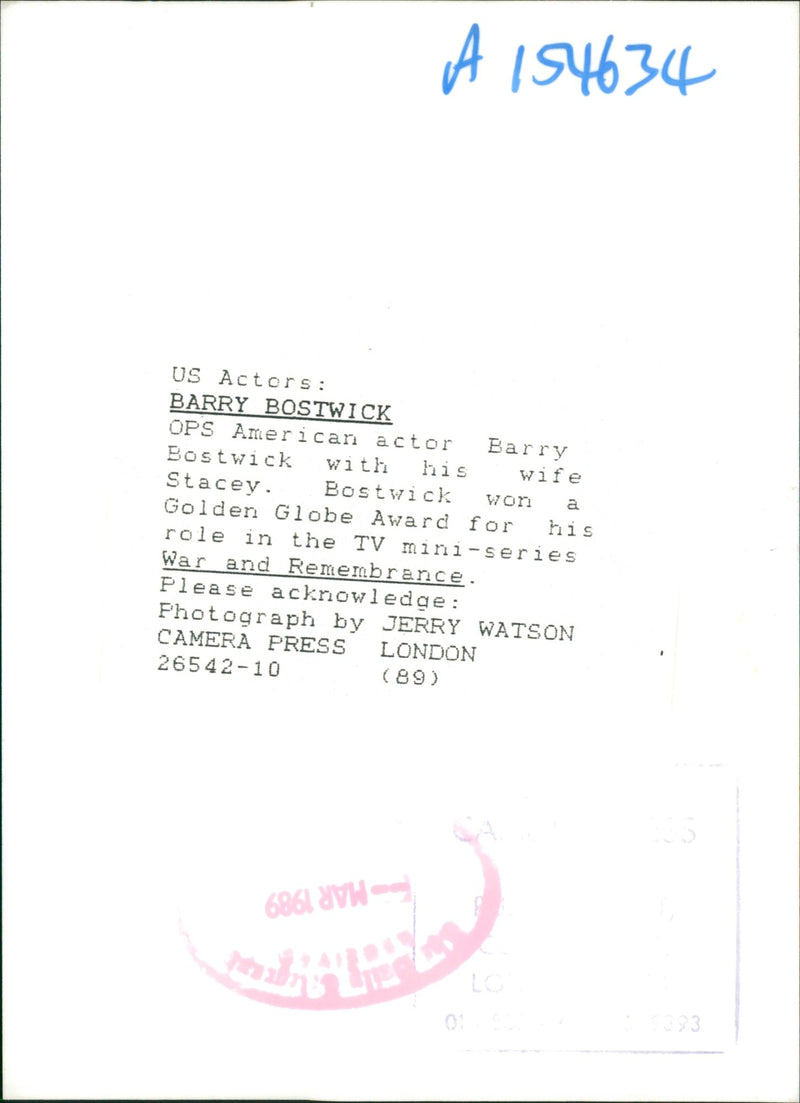 A 154634
US Actors:
BARRY BOSTWICK
OPS American actor Barry
Bostwick with his wife
Stacey. Bostwick won a
Golden Globe Award for his
role in the TV mini-series
War and Remembrance.
Please acknowledge:
Photograph by JERRY WATSON
CAMERA PRESS LONDON
26542-10 (89)
MAR 1989